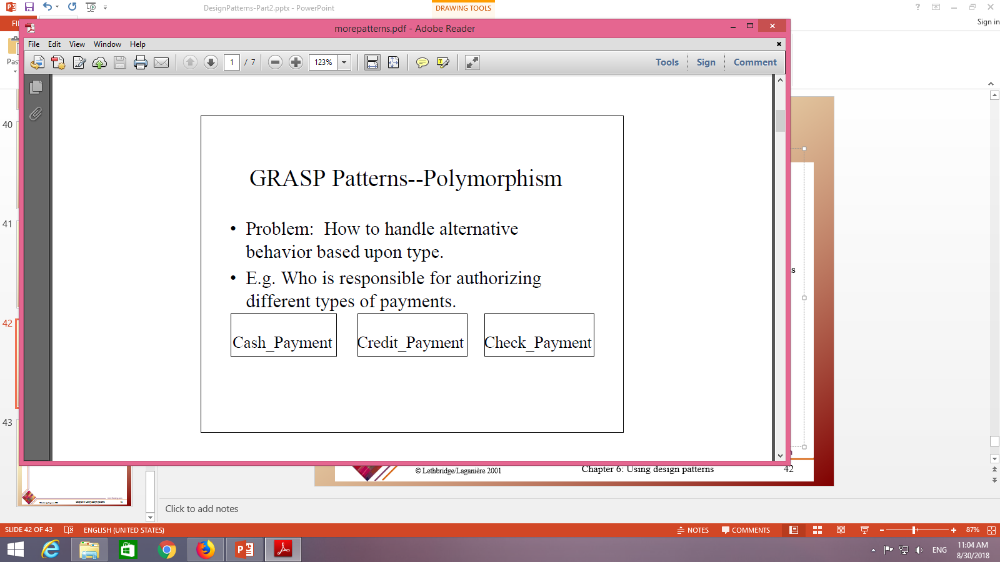 DesignPatterns-Part2.pptx - PowerPoint
DRAWING TOOLS
?
Sign in
morepatterns.pdf - Adobe Reader
File Edit View Window Help
1 / 7
123%
Tools Sign Comment
GRASP Patterns--Polymorphism
• Problem: How to handle alternative
behavior based upon type.
• E.g. Who is responsible for authorizing
different types of payments.
Cash_Payment Credit_Payment Check_Payment
40
41
42
43
s
© Lethbridge/Laganière 2001
Chapter 6: Using design patterns
42
Click to add notes
SLIDE 42 OF 43
ENGLISH (UNITED STATES)
NOTES
COMMENTS
87%
ENG
11:04 AM
8/30/2018